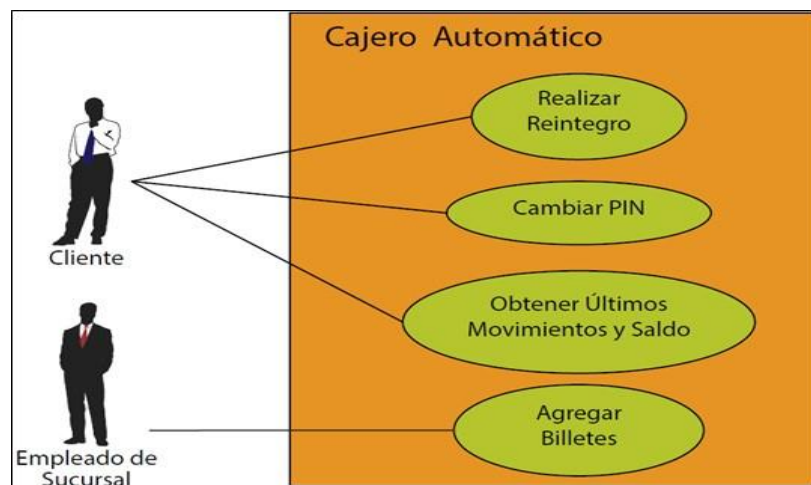 Cajero Automático
Realizar
Reintegro
Cambiar PIN
Cliente
Obtener Últimos
Movimientos y Saldo
Agregar
Billetes
Empleado de
Sucursal